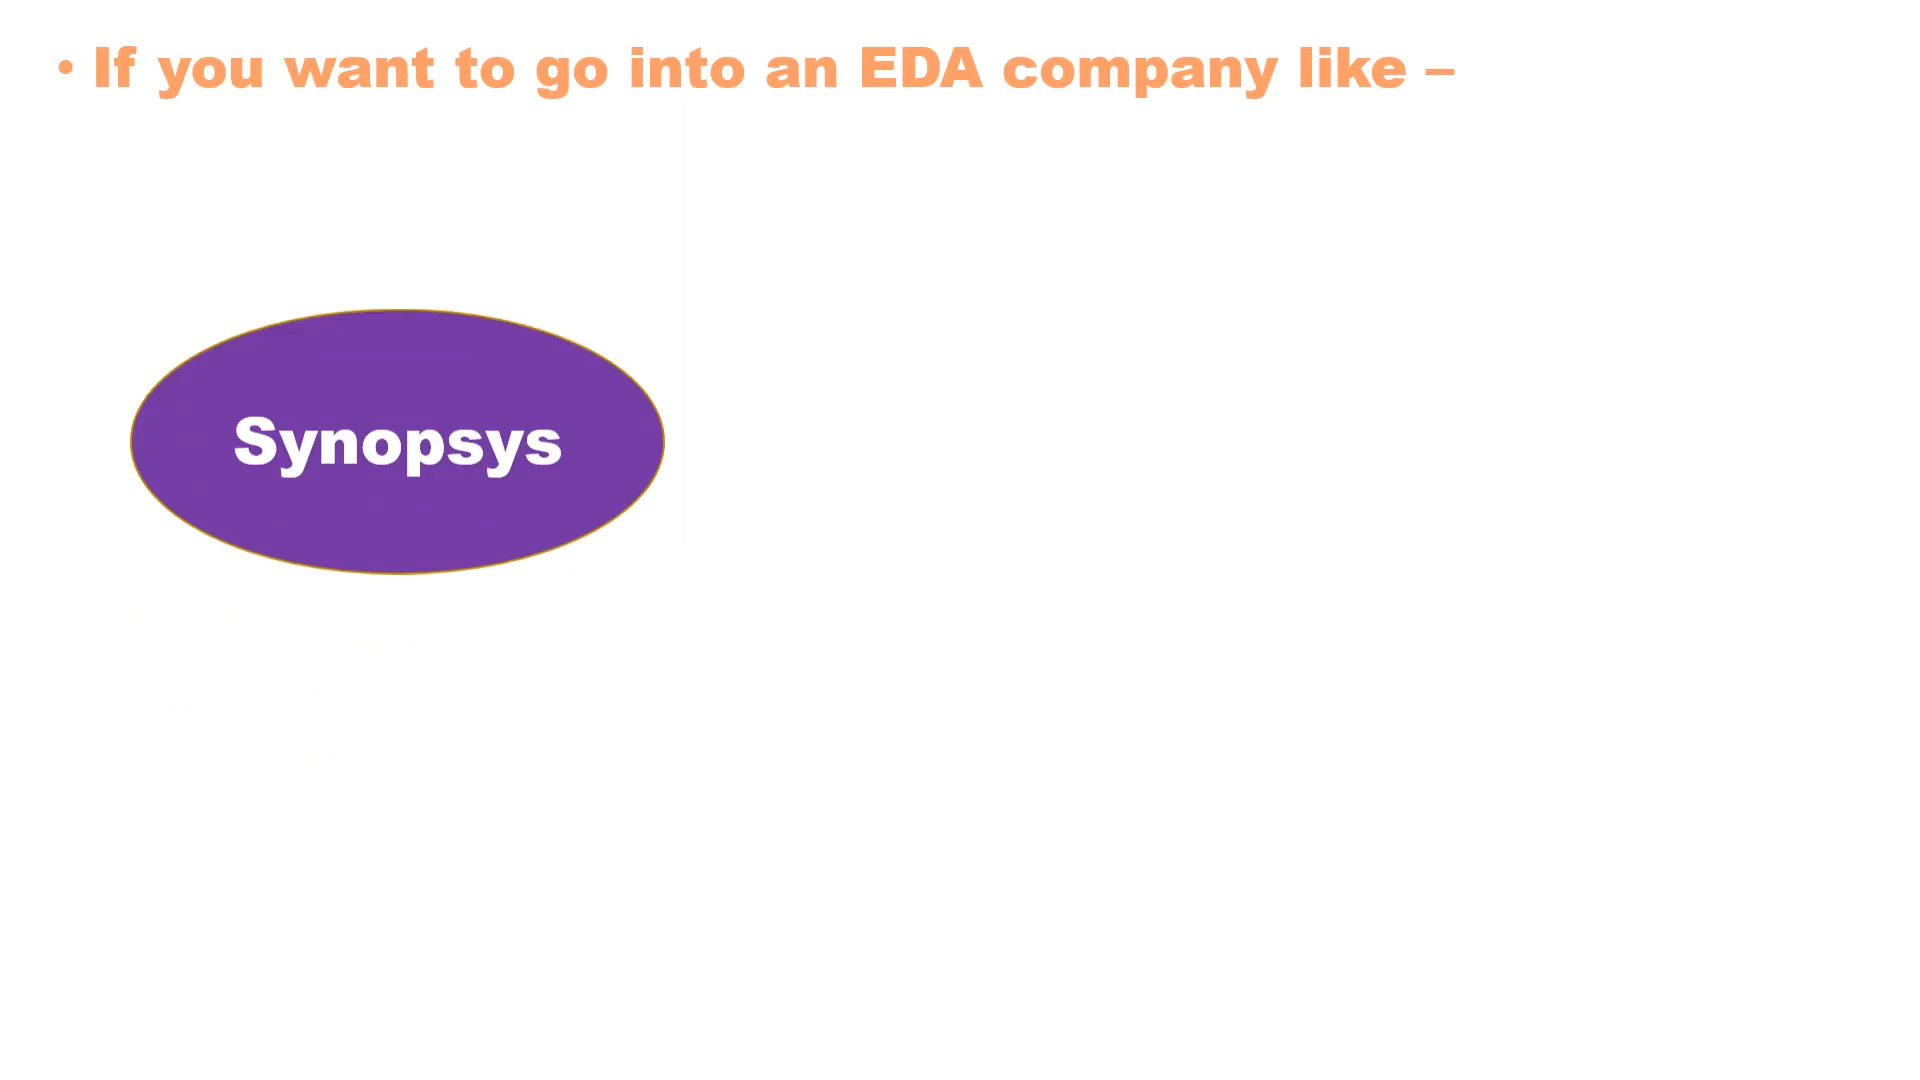 • If you want to go into an EDA company like –
Synopsys